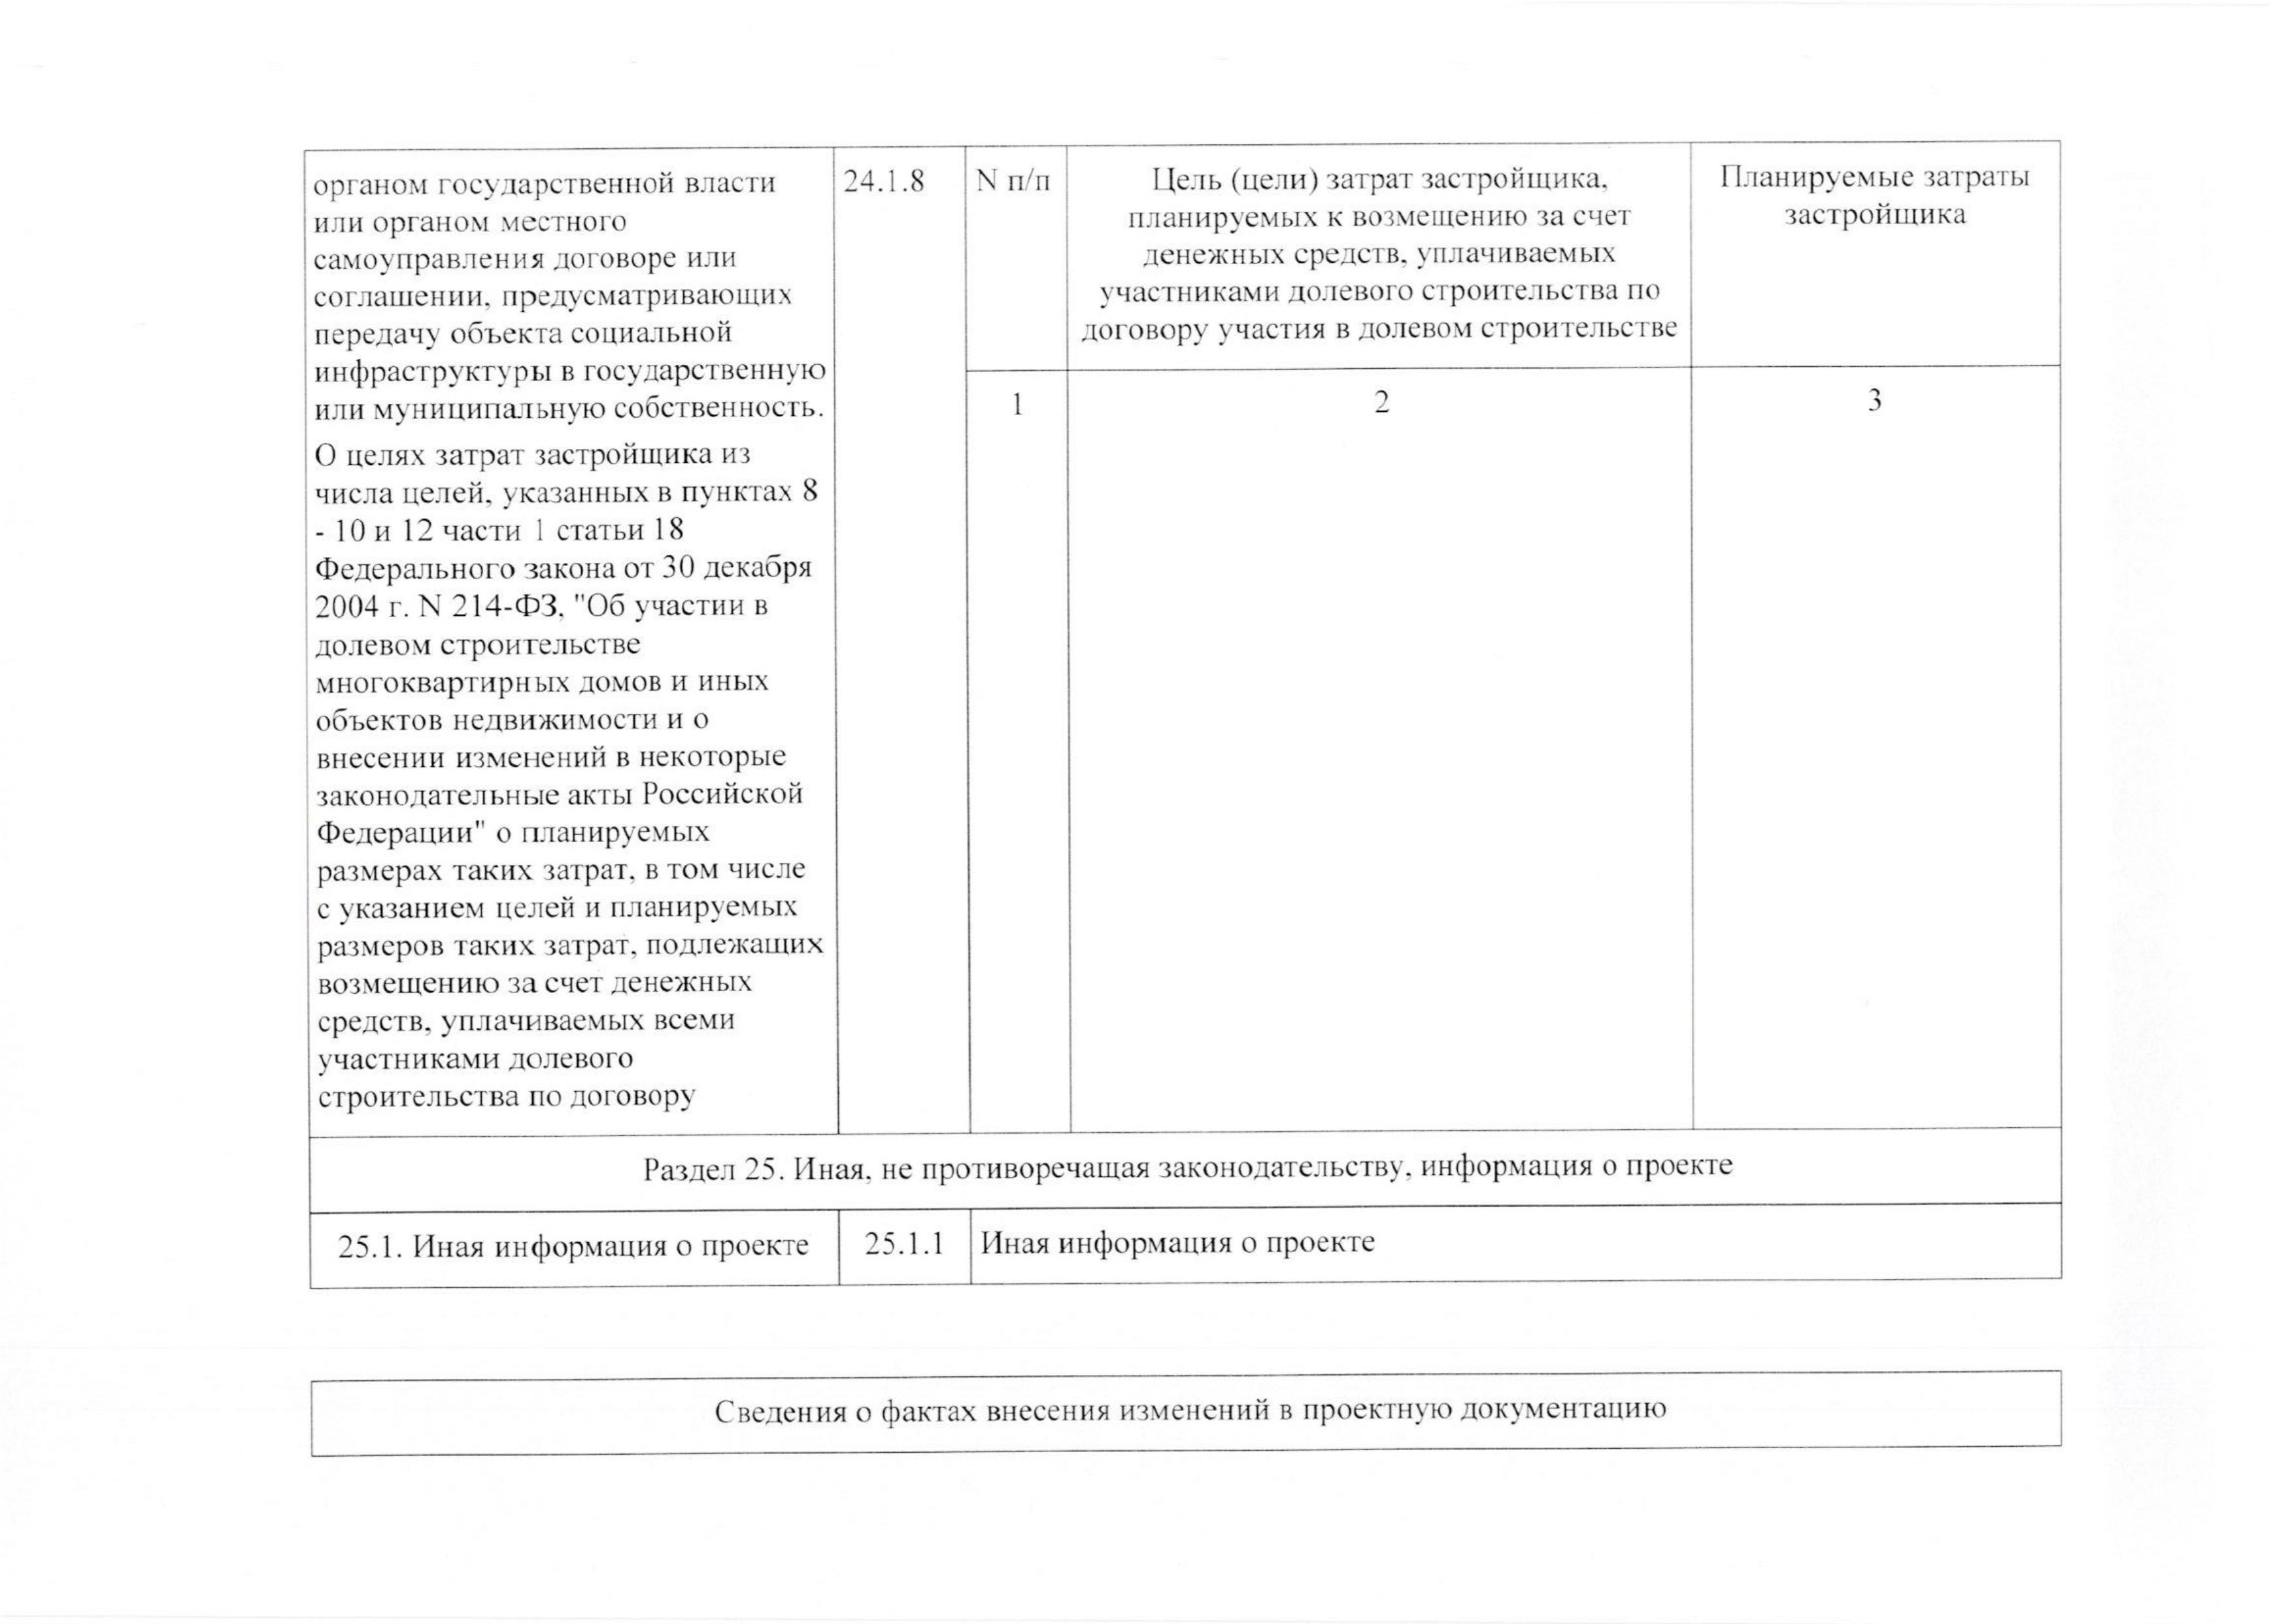 органом государственной власти
или органом местного
самоуправления договоре или
соглашении, предусматривающих
передачу объекта социальной
инфраструктуры в государственную
или муниципальную собственность.
О целях затрат застройщика из
числа целей, указанных в пунктах 8
- 10 и 12 части 1 статьи 18
Федерального закона от 30 декабря
2004 г. N 214-ФЗ, "Об участии в
долевом строительстве
многоквартирных домов и иных
объектов недвижимости и о
внесении изменений в некоторые
законодательные акты Российской
Федерации" о планируемых
размерах таких затрат, в том числе
с указанием целей и планируемых
размеров таких затрат, подлежащих
возмещению за счет денежных
средств, уплачиваемых всеми
участниками долевого
строительства по договору
24.1.8
N п/п
Цель (цели) затрат застройщика,
планируемых к возмещению за счет
денежных средств, уплачиваемых
участниками долевого строительства по
договору участия в долевом строительстве
Планируемые затраты
застройщика
1
2
3
Раздел 25. Иная, не противоречащая законодательству, информация о проекте
25.1. Иная информация о проекте
25.1.1
Иная информация о проекте
Сведения о фактах внесения изменений в проектную документацию